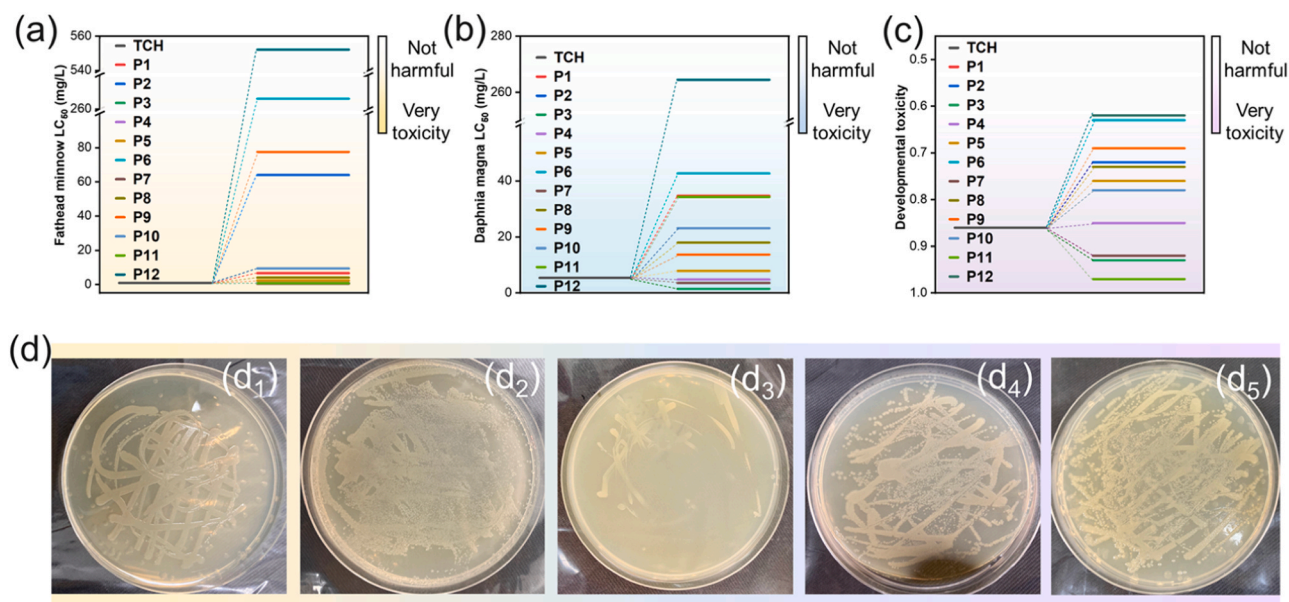 (a)
Fathead minnow LC50 (mg/L)
560
540
260
80
60
40
20
0
TCH
P1
P2
P3
P4
P5
P6
P7
P8
P9
P10
P11
P12
Not
harmful
Very
toxicity
(b)
Daphnia magna LC50 (mg/L)
280
260
40
20
0
TCH
P1
P2
P3
P4
P5
P6
P7
P8
P9
P10
P11
P12
Not
harmful
Very
toxicity
(c)
Developmental toxicity
0.5
0.6
0.7
0.8
0.9
1.0
TCH
P1
P2
P3
P4
P5
P6
P7
P8
P9
P10
P11
P12
Not
harmful
Very
toxicity
(d)
(d1)
(d2)
(d3)
(d4)
(d5)